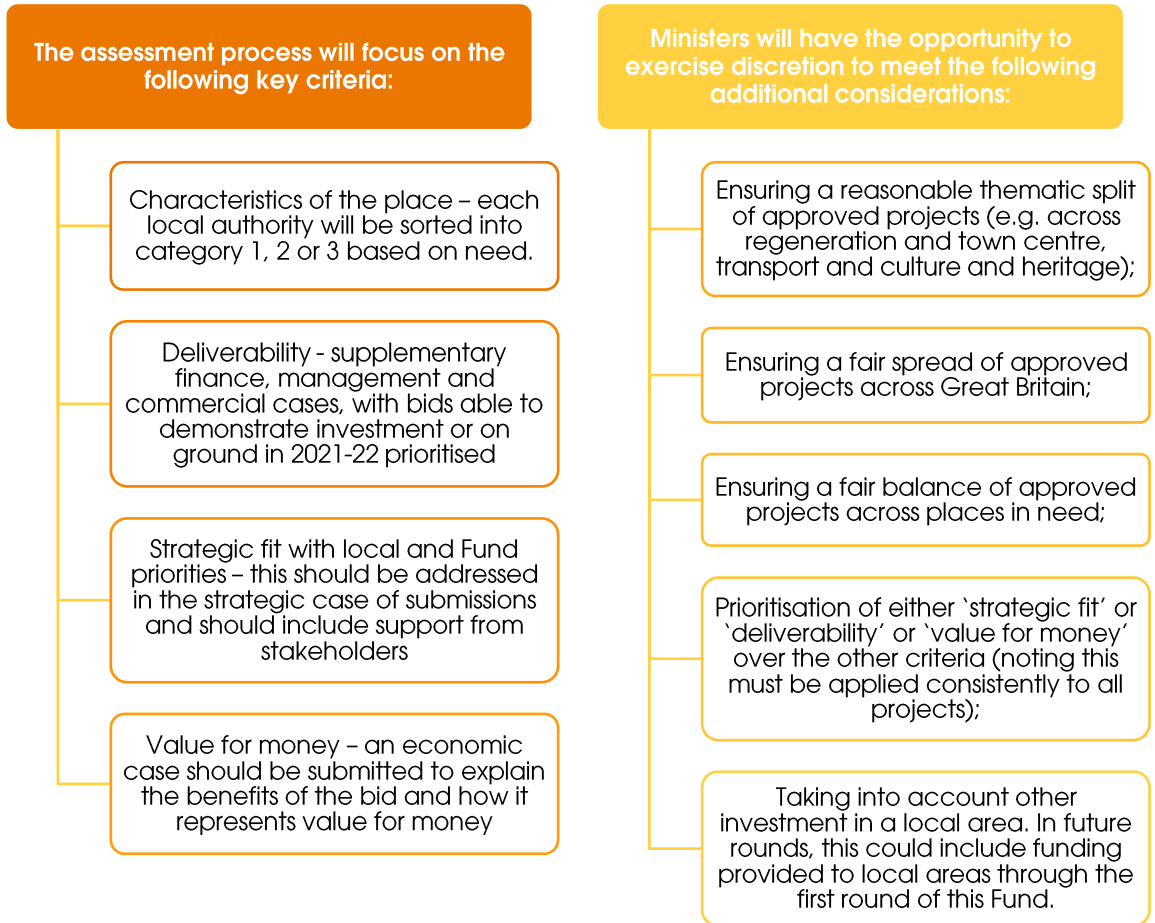 The assessment process will focus on the
following key criteria:
Characteristics of the place – each
local authority will be sorted into
category 1, 2 or 3 based on need.
Deliverability - supplementary
finance, management and
commercial cases, with bids able to
demonstrate investment or on
ground in 2021-22 prioritised
Strategic fit with local and Fund
priorities – this should be addressed
in the strategic case of submissions
and should include support from
stakeholders
Value for money – an economic
case should be submitted to explain
the benefits of the bid and how it
represents value for money
Ministers will have the opportunity to
exercise discretion to meet the following
additional considerations:
Ensuring a reasonable thematic split
of approved projects (e.g. across
regeneration and town centre,
transport and culture and heritage);
Ensuring a fair spread of approved
projects across Great Britain;
Ensuring a fair balance of approved
projects across places in need;
Prioritisation of either ‘strategic fit’ or
‘deliverability’ or ‘value for money’
over the other criteria (noting this
must be applied consistently to all
projects);
Taking into account other
investment in a local area. In future
rounds, this could include funding
provided to local areas through the
first round of this Fund.